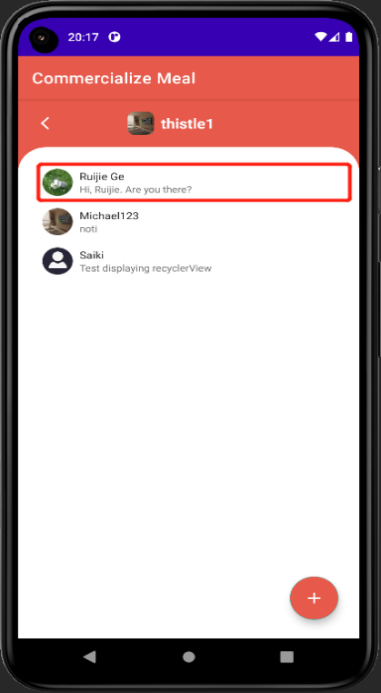 20:17
Commercialize Meal
thistle1
Ruijie Ge
Hi, Ruijie. Are you there?
Michael123
noti
Saiki
Test displaying recyclerView
+